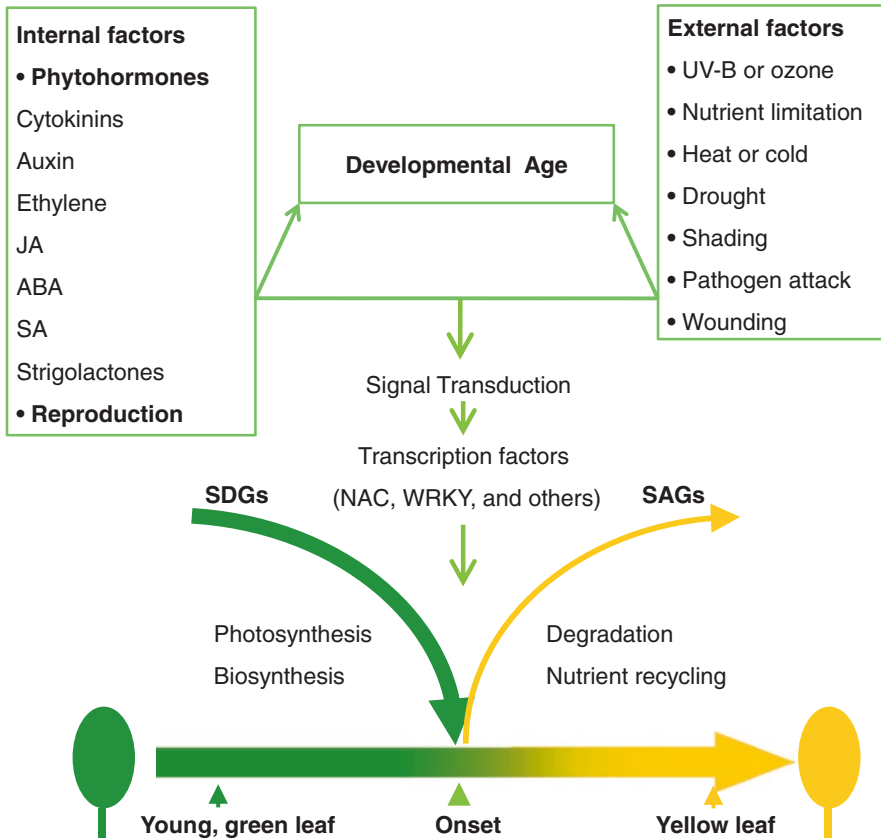 Internal factors
• Phytohormones
Cytokinins
Auxin
Ethylene
JA
ABA
SA
Strigolactones
• Reproduction
Developmental Age
External factors
• UV-B or ozone
• Nutrient limitation
• Heat or cold
• Drought
• Shading
• Pathogen attack
• Wounding
Signal Transduction
Transcription factors
(NAC, WRKY, and others)
SDGs
SAGs
Photosynthesis
Biosynthesis
Degradation
Nutrient recycling
Young, green leaf
Onset
Yellow leaf